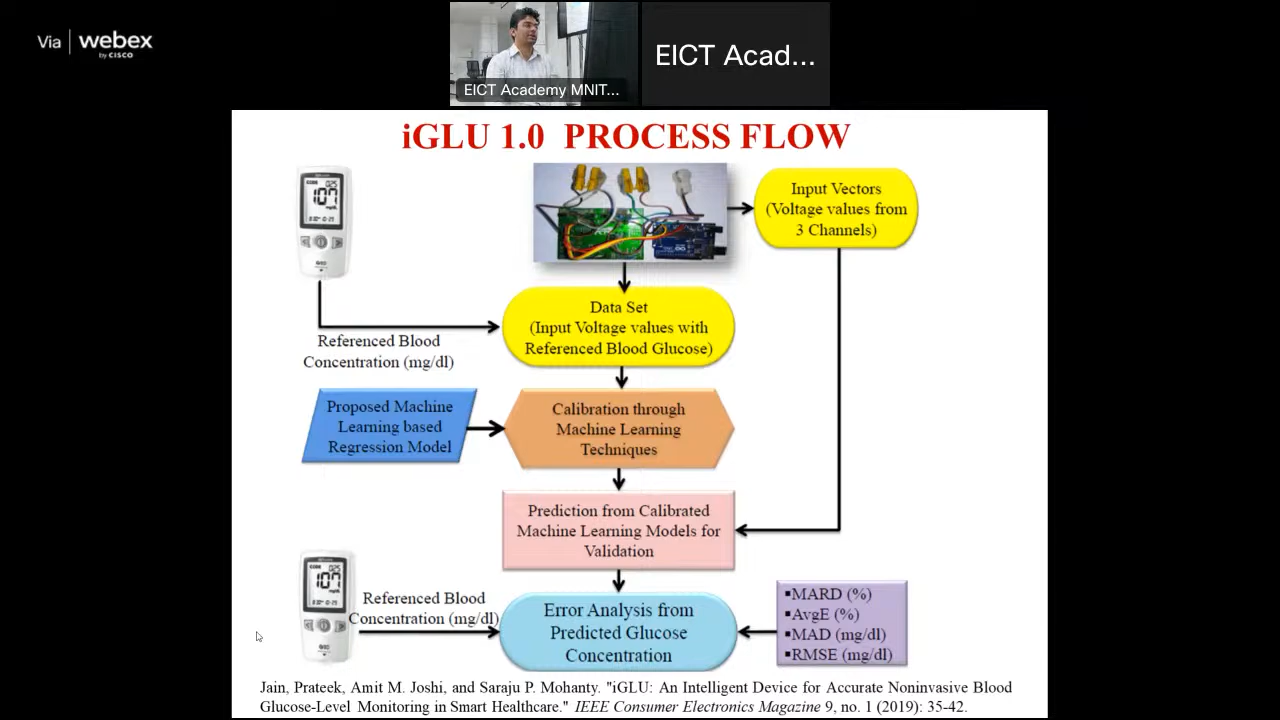 Via webex
by CISCO
EICT Academy MNIT...
EICT Acad...
iGLU 1.0 PROCESS FLOW
107
Input Vectors
(Voltage values from
3 Channels)
Data Set
(Input Voltage values with
Referenced Blood Glucose)
Referenced Blood
Concentration (mg/dl)
Proposed Machine
Learning based
Regression Model
Calibration through
Machine Learning
Techniques
Prediction from Calibrated
Machine Learning Models for
Validation
107
Referenced Blood
Concentration (mg/dl)
Error Analysis from
Predicted Glucose
Concentration
▪MARD (%)
▪AvgE (%)
▪MAD (mg/dl)
▪RMSE (mg/dl)
Jain, Prateek, Amit M. Joshi, and Saraju P. Mohanty. "iGLU: An Intelligent Device for Accurate Noninvasive Blood
Glucose-Level Monitoring in Smart Healthcare." IEEE Consumer Electronics Magazine 9, no. 1 (2019): 35-42.